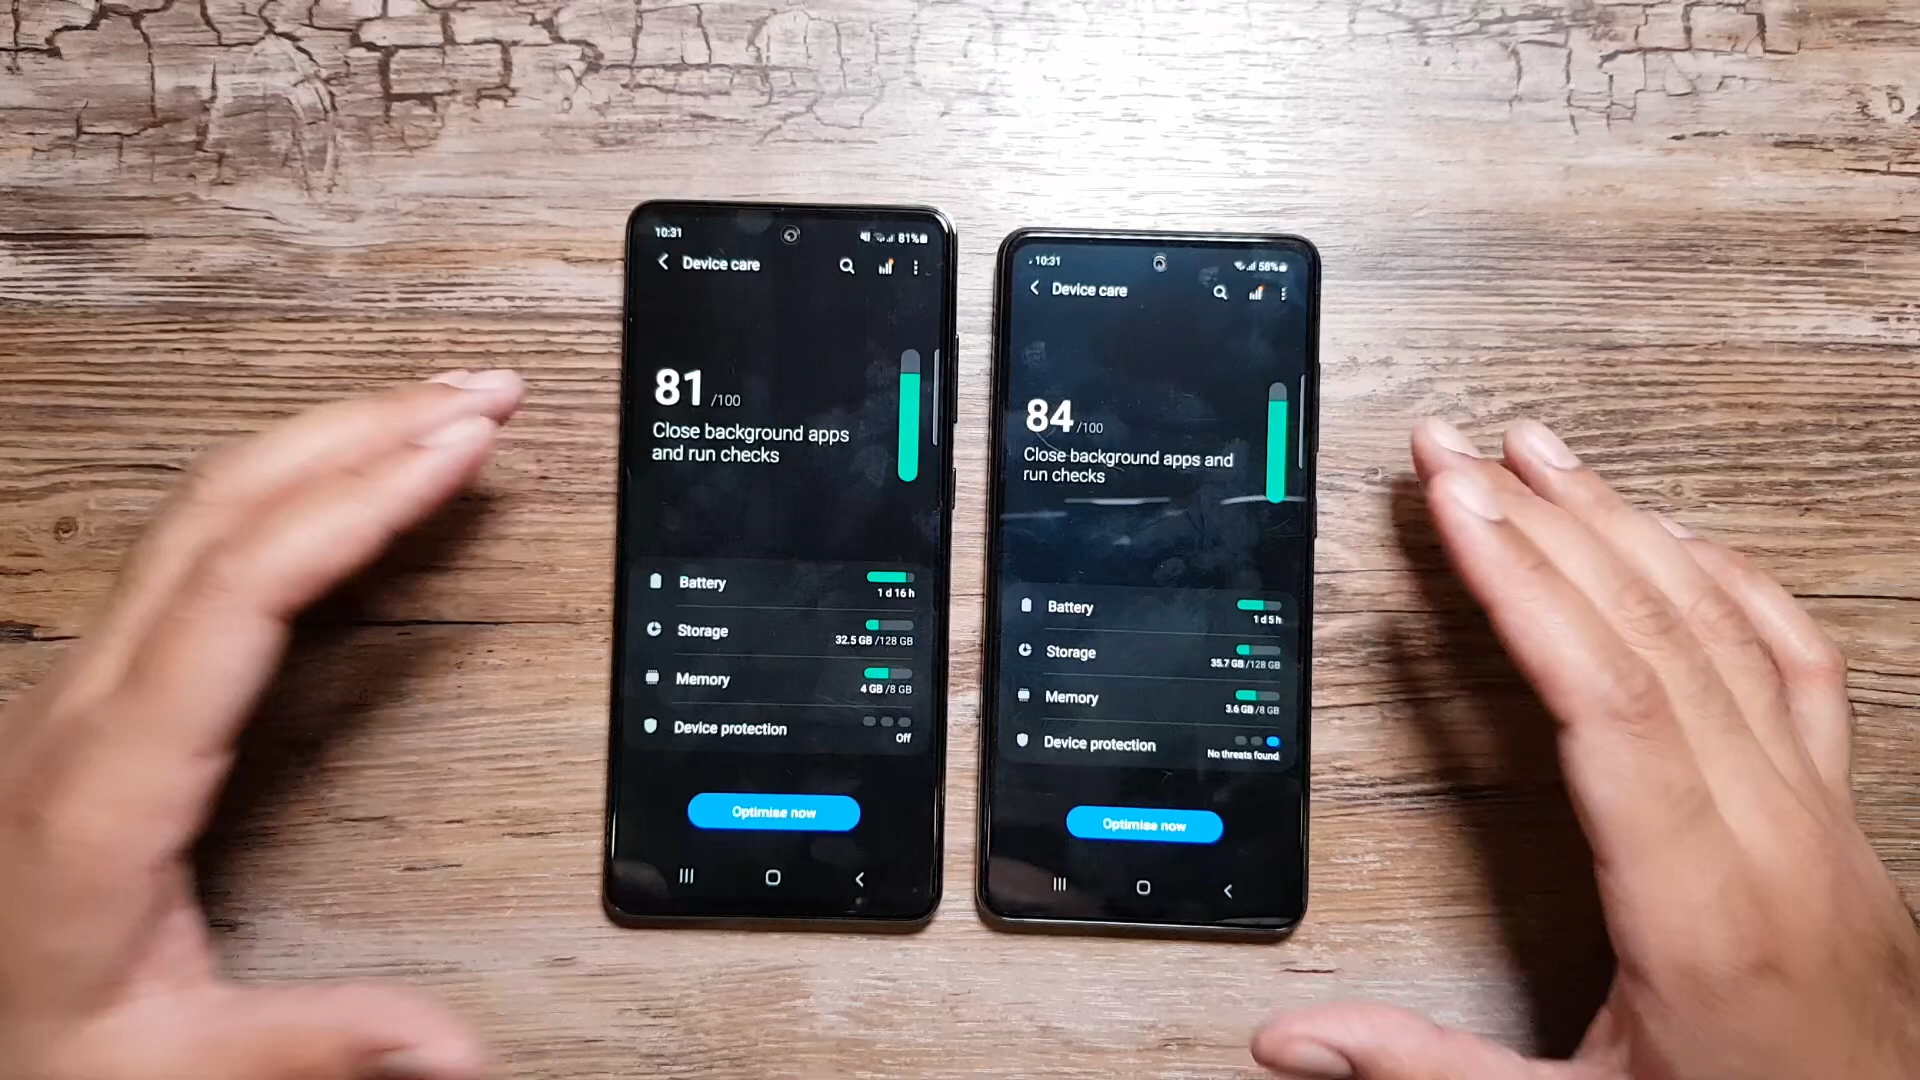 10:31
81%
Device care
81 /100
Close background apps
and run checks
Battery
1 d 16 h
Storage
32.5 GB /128 GB
Memory
4 GB /8 GB
Device protection
Off
Optimise now
10:31
58%
Device care
84 /100
Close background apps and
run checks
Battery
1 d 5 h
Storage
35.7 GB /128 GB
Memory
3.6 GB /8 GB
Device protection
No threats found
Optimise now